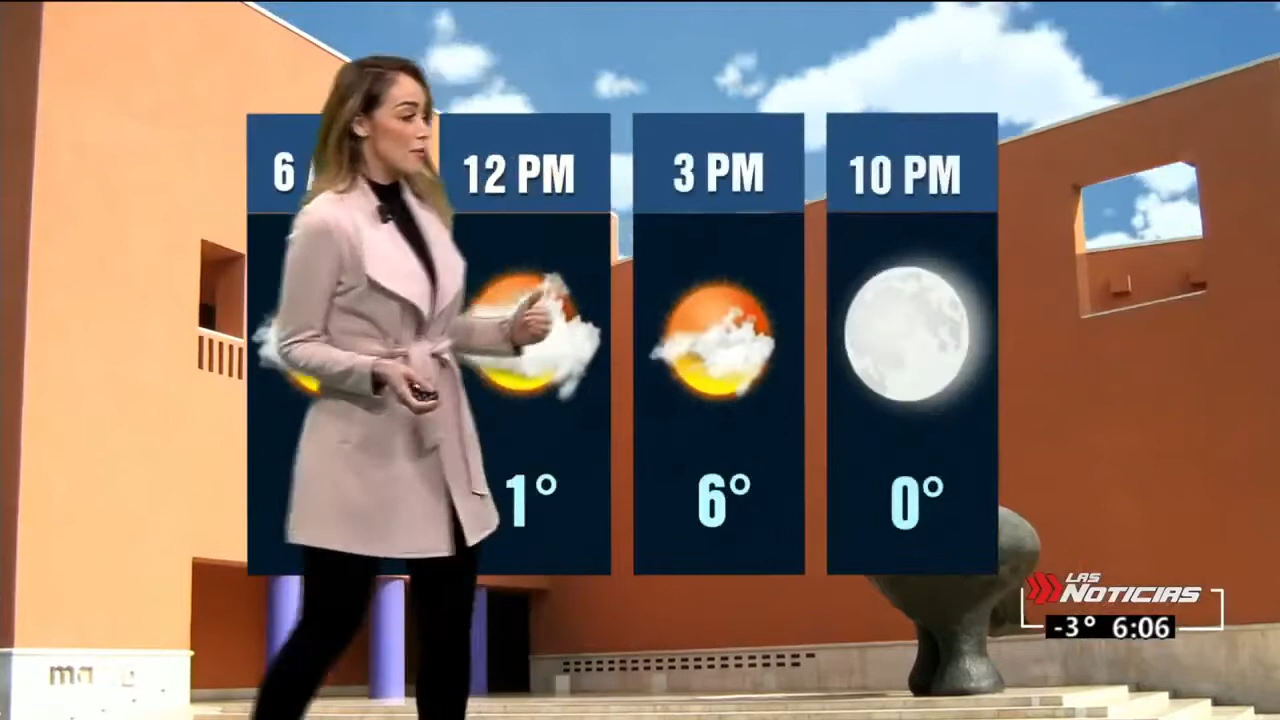 6
12 PM
3 PM
10 PM
1°
6°
0°
LAS
NOTICIAS
-3° 6:06